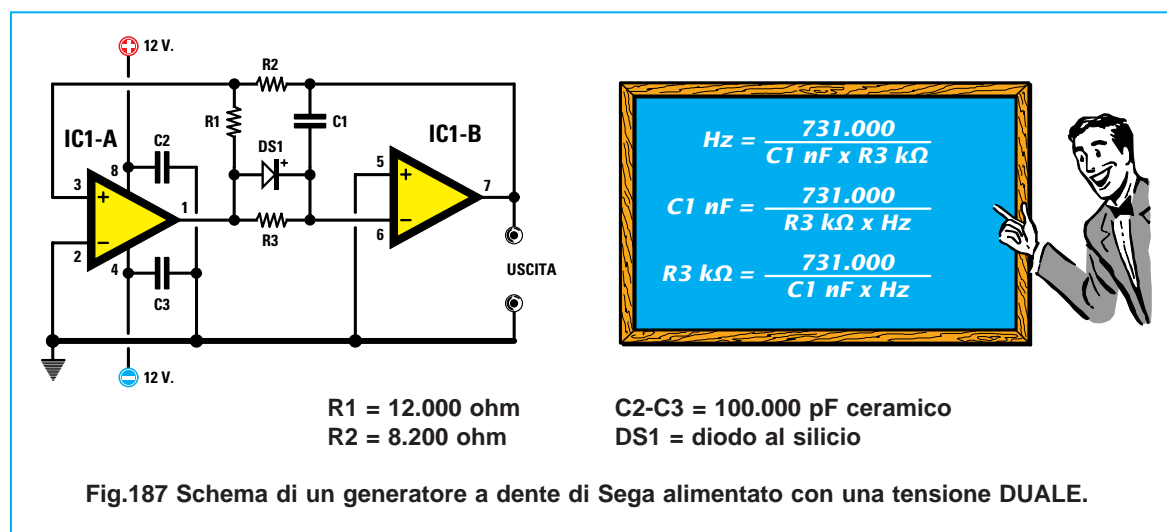 12 V.
R2
R1
C1
IC1-A
C2
IC1-B
DS1
+
8
3
+
5
+
7
1
−
2
R3
−
6
4
C3
USCITA
12 V.
Hz = 731.000 / C1 nF x R3 kΩ
C1 nF = 731.000 / R3 kΩ x Hz
R3 kΩ = 731.000 / C1 nF x Hz
R1 = 12.000 ohm
R2 = 8.200 ohm
C2-C3 = 100.000 pF ceramico
DS1 = diodo al silicio
Fig.187 Schema di un generatore a dente di Sega alimentato con una tensione DUALE.